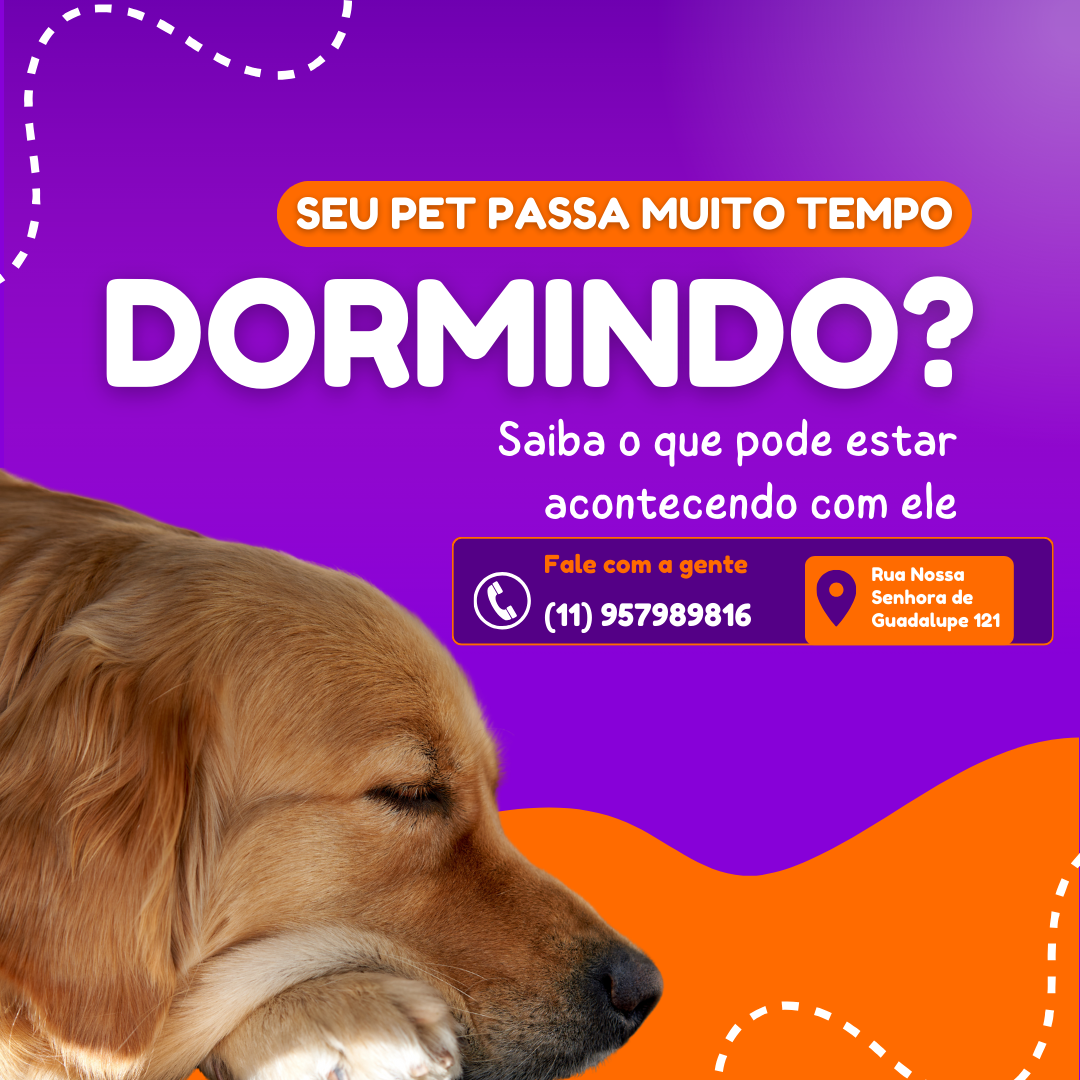 SEU PET PASSA MUITO TEMPO
DORMINDO?
Saiba o que pode estar
acontecendo com ele
Fale com a gente
(11) 957989816
Rua Nossa
Senhora de
Guadalupe 121